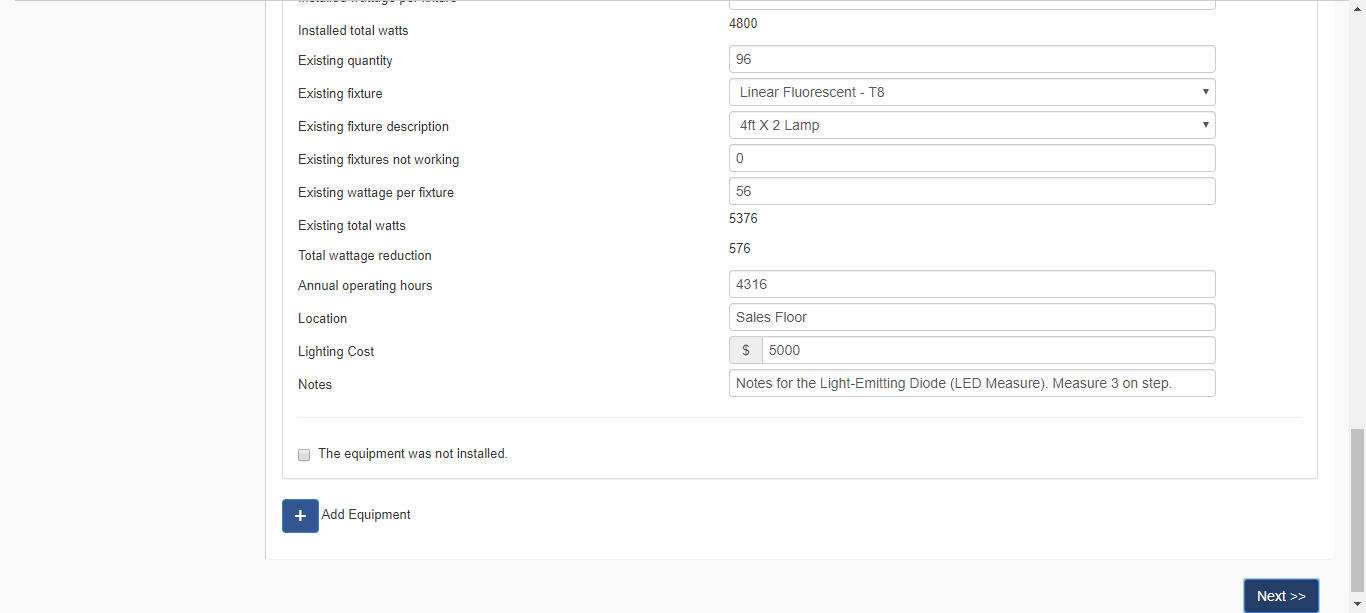 Installed total watts
4800
Existing quantity
96
Existing fixture
Linear Fluorescent - T8
Existing fixture description
4ft X 2 Lamp
Existing fixtures not working
0
Existing wattage per fixture
56
Existing total watts
5376
Total wattage reduction
576
Annual operating hours
4316
Location
Sales Floor
Lighting Cost
$ 5000
Notes
Notes for the Light-Emitting Diode (LED Measure). Measure 3 on step.
The equipment was not installed.
+ Add Equipment
Next >>